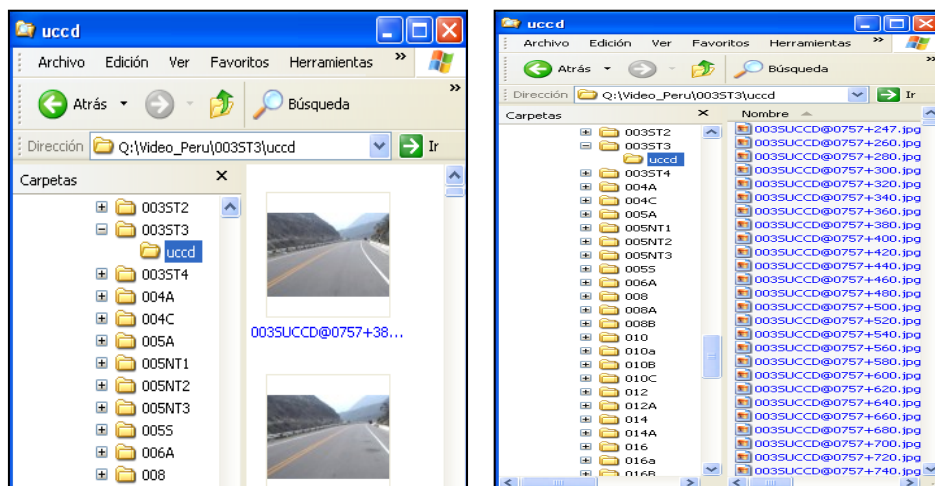 uccd
Archivo Edición Ver Favoritos Herramientas »
Atrás Búsqueda »
Dirección Q:\Video_Peru\003ST3\uccd Ir
Carpetas
003ST2
003ST3
uccd
003ST4
004A
004C
005A
005NT1
005NT2
005NT3
005S
006A
008
003SUCCD@0757+38...
uccd
Archivo Edición Ver Favoritos Herramientas »
Atrás Búsqueda »
Dirección Q:\Video_Peru\003ST3\uccd Ir
Carpetas
003ST2
003ST3
uccd
003ST4
004A
004C
005A
005NT1
005NT2
005NT3
005S
006A
008
008A
008B
010
010a
010B
010C
012
012A
014
014A
016
016a
016B
Nombre
003SUCCD@0757+247.jpg
003SUCCD@0757+260.jpg
003SUCCD@0757+280.jpg
003SUCCD@0757+300.jpg
003SUCCD@0757+320.jpg
003SUCCD@0757+340.jpg
003SUCCD@0757+360.jpg
003SUCCD@0757+380.jpg
003SUCCD@0757+400.jpg
003SUCCD@0757+420.jpg
003SUCCD@0757+440.jpg
003SUCCD@0757+460.jpg
003SUCCD@0757+480.jpg
003SUCCD@0757+500.jpg
003SUCCD@0757+520.jpg
003SUCCD@0757+540.jpg
003SUCCD@0757+560.jpg
003SUCCD@0757+580.jpg
003SUCCD@0757+600.jpg
003SUCCD@0757+620.jpg
003SUCCD@0757+640.jpg
003SUCCD@0757+660.jpg
003SUCCD@0757+680.jpg
003SUCCD@0757+700.jpg
003SUCCD@0757+720.jpg
003SUCCD@0757+740.jpg